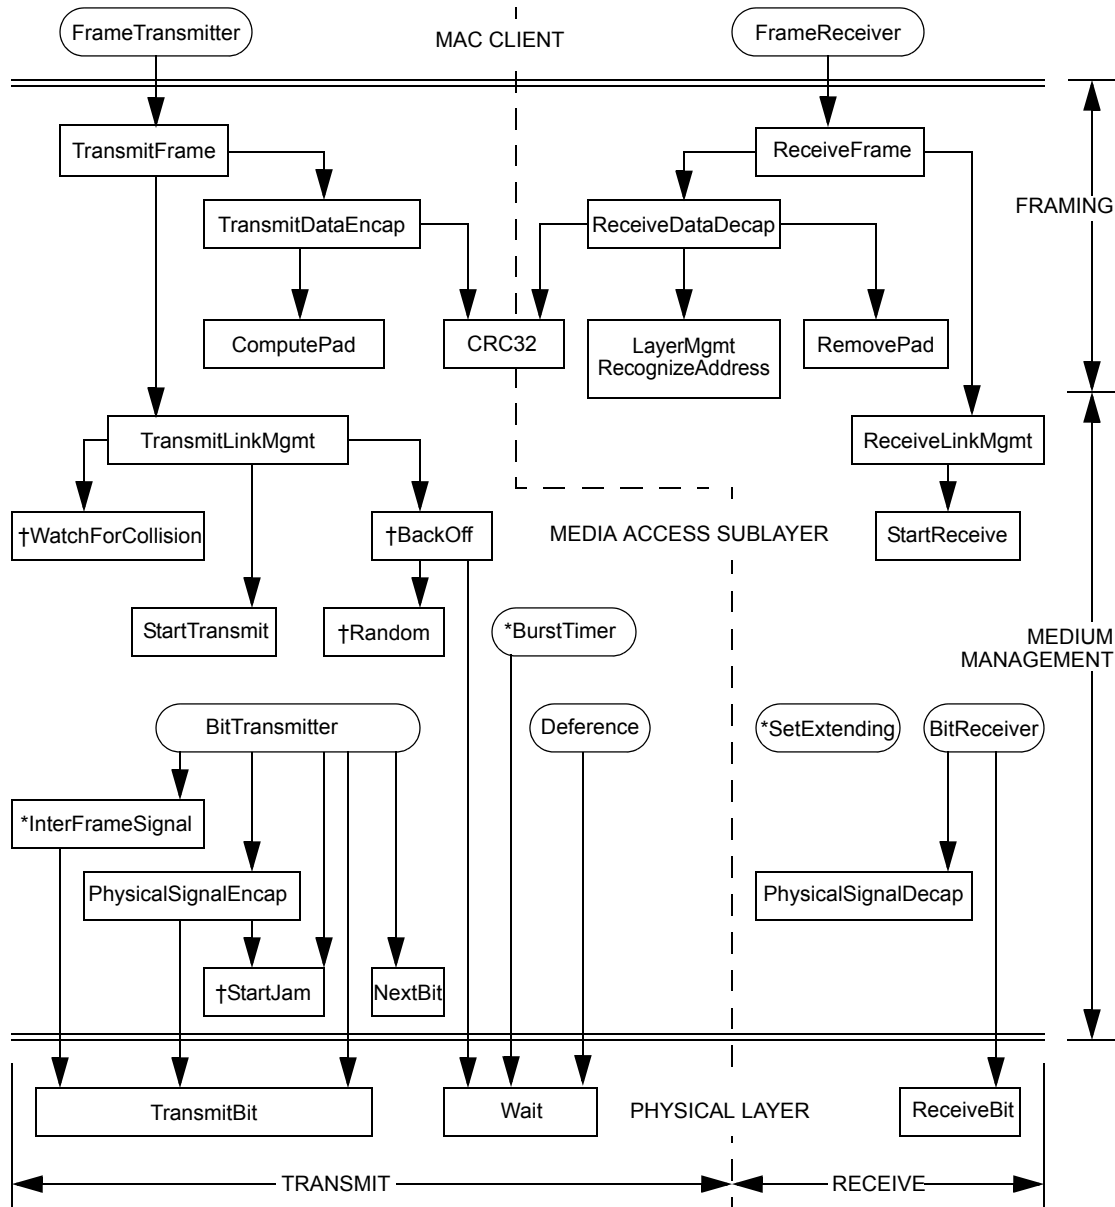 FrameTransmitter
MAC CLIENT
FrameReceiver
TransmitFrame
ReceiveFrame
TransmitDataEncap
ReceiveDataDecap
FRAMING
ComputePad
CRC32
LayerMgmt
RecognizeAddress
RemovePad
TransmitLinkMgmt
ReceiveLinkMgmt
†WatchForCollision
†BackOff
MEDIA ACCESS SUBLAYER
StartReceive
StartTransmit
†Random
*BurstTimer
MEDIUM
MANAGEMENT
BitTransmitter
Deference
*SetExtending
BitReceiver
*InterFrameSignal
PhysicalSignalEncap
PhysicalSignalDecap
†StartJam
NextBit
TransmitBit
Wait
PHYSICAL LAYER
ReceiveBit
TRANSMIT
RECEIVE